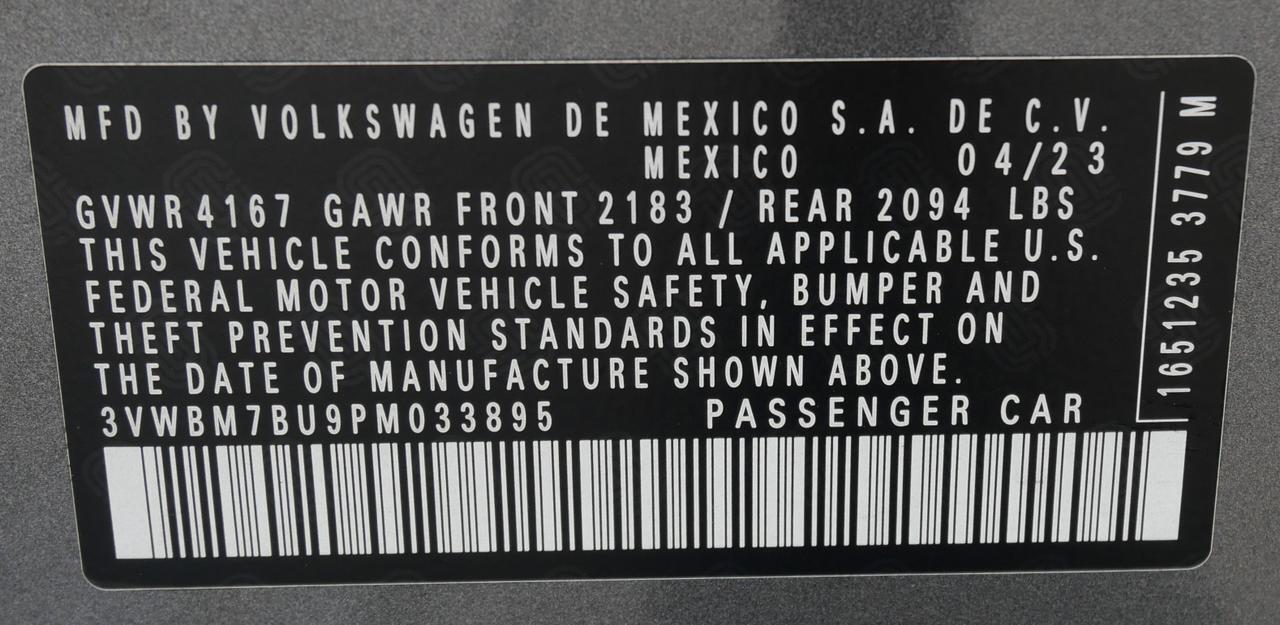 MFD BY VOLKSWAGEN DE MEXICO S.A. DE C.V.
MEXICO 04/23
GVWR4167 GAWR FRONT 2183 / REAR 2094 LBS
THIS VEHICLE CONFORMS TO ALL APPLICABLE U.S.
FEDERAL MOTOR VEHICLE SAFETY, BUMPER AND
THEFT PREVENTION STANDARDS IN EFFECT ON
THE DATE OF MANUFACTURE SHOWN ABOVE.
3VWBM7BU9PM033895 PASSENGER CAR
1651235 3779 M